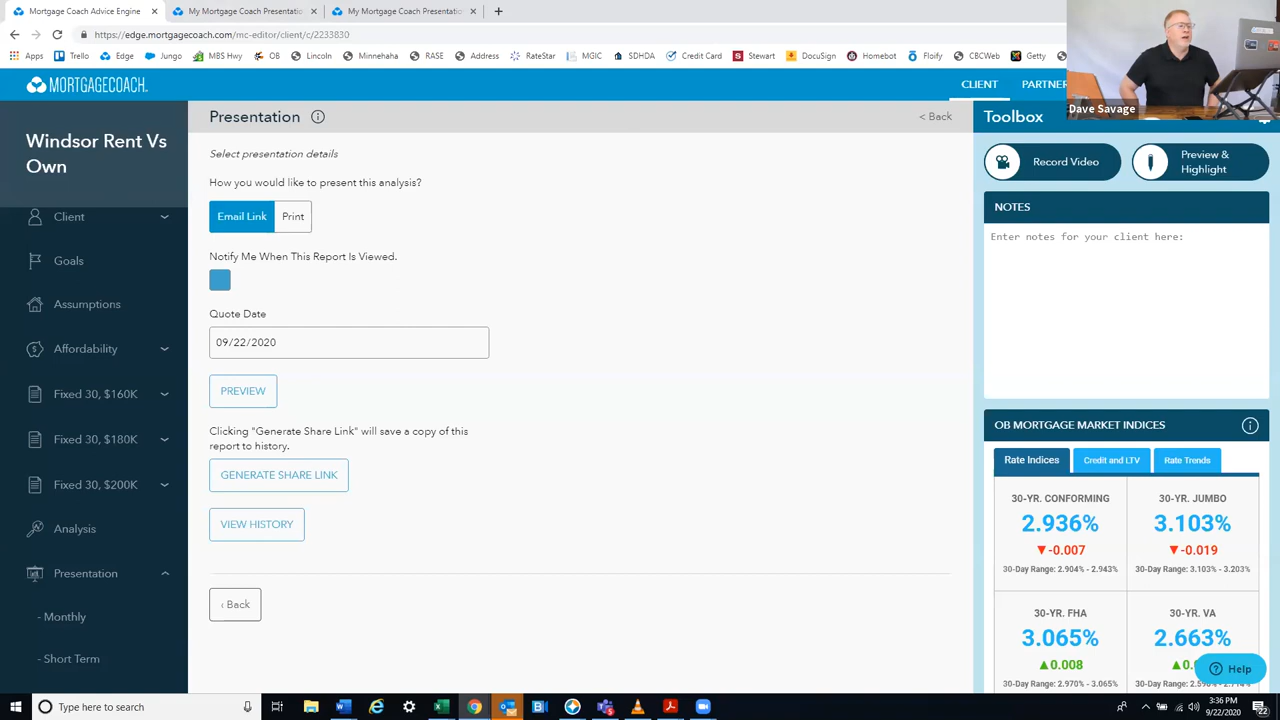 My Mortgage Coach Advice Engine
My Mortgage Coach Presentatio
My Mortgage Coach Presentatio
https://edge.mortgagecoach.com/mc-editor/client/c/2233830
Apps
Trello
Edge
Jungo
MBS Hwy
OB
Lincoln
Minnehaha
RASE
Address
RateStar
MGIC
SDHDA
Credit Card
Stewart
DocuSign
Homebot
Floify
CBCWeb
Getty
MORTGAGECOACH
CLIENT
PARTNER
Dave Savage
Windsor Rent Vs
Own
Client
Goals
Assumptions
Affordability
Fixed 30, $160K
Fixed 30, $180K
Fixed 30, $200K
Analysis
Presentation
- Monthly
- Short Term
Presentation
< Back
Select presentation details
How you would like to present this analysis?
Email Link
Print
Notify Me When This Report Is Viewed.
Quote Date
09/22/2020
PREVIEW
Clicking "Generate Share Link" will save a copy of this
report to history.
GENERATE SHARE LINK
VIEW HISTORY
‹ Back
Toolbox
Record Video
Preview &
Highlight
NOTES
Enter notes for your client here:
OB MORTGAGE MARKET INDICES
Rate Indices
Credit and LTV
Rate Trends
30-YR. CONFORMING
2.936%
▼-0.007
30-Day Range: 2.904% - 2.943%
30-YR. JUMBO
3.103%
▼-0.019
30-Day Range: 3.103% - 3.203%
30-YR. FHA
3.065%
▲0.008
30-Day Range: 2.970% - 3.065%
30-YR. VA
2.663%
▲0.
30-Day Range:
Help
Type here to search
3:36 PM
9/22/2020
22